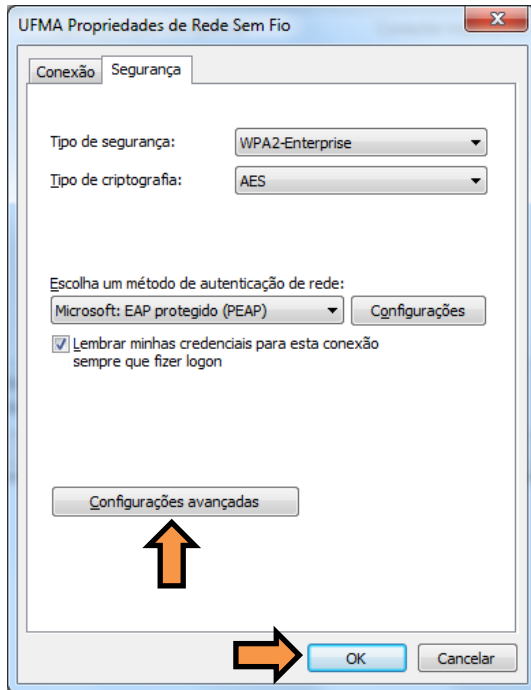 UFMA Propriedades de Rede Sem Fio
Conexão Segurança
Tipo de segurança: WPA2-Enterprise
Tipo de criptografia: AES
Escolha um método de autenticação de rede:
Microsoft: EAP protegido (PEAP) Configurações
Lembrar minhas credenciais para esta conexão
sempre que fizer logon
Configurações avançadas
OK Cancelar